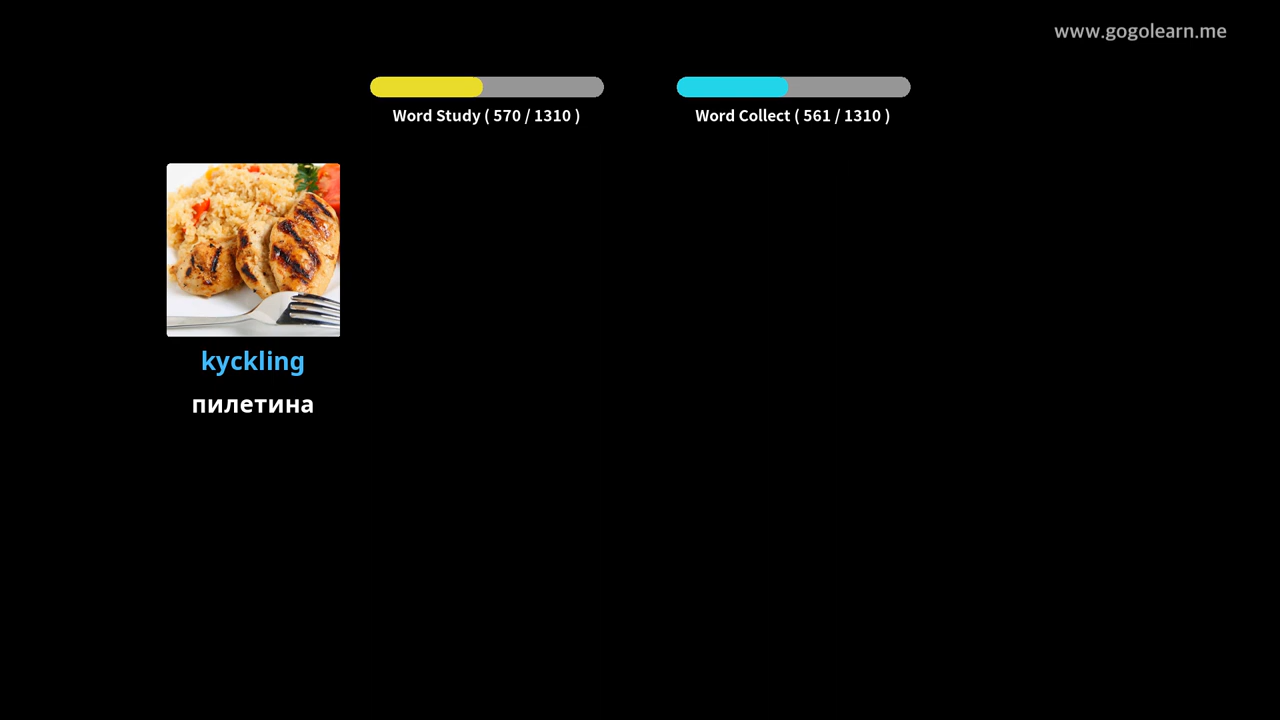 www.gogolearn.me
Word Study ( 570 / 1310 )
Word Collect ( 561 / 1310 )
kyckling
пилетина